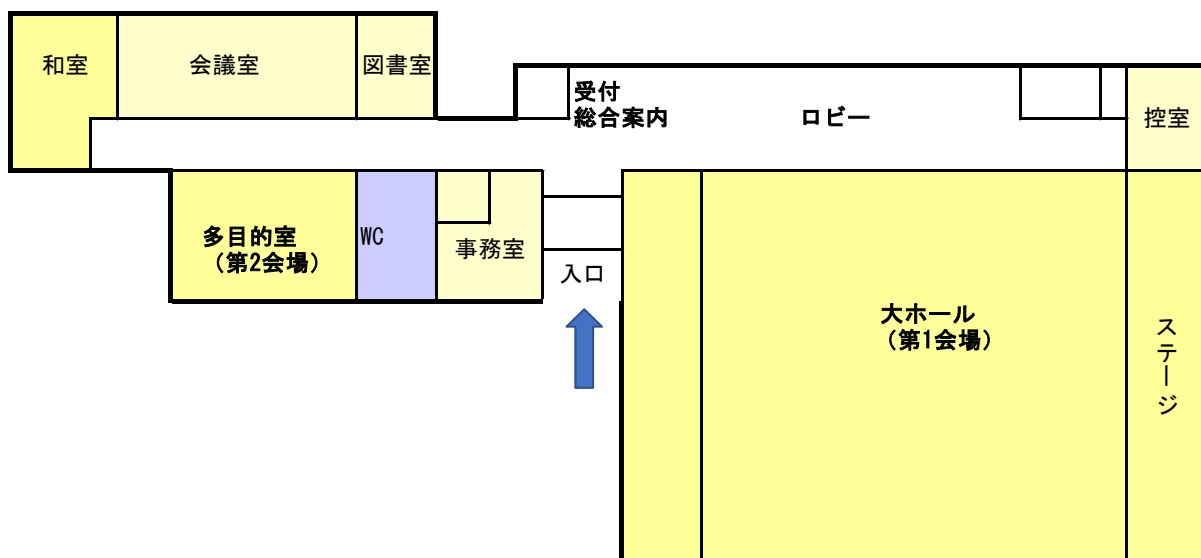 和室
会議室
図書室
受付
総合案内
ロビー
控室
多目的室
（第2会場）
WC
事務室
入口
大ホール
（第1会場）
ステージ